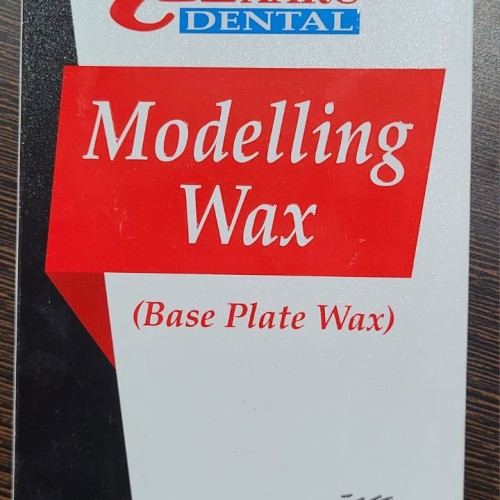 DENTAL
Modelling
Wax
(Base Plate Wax)